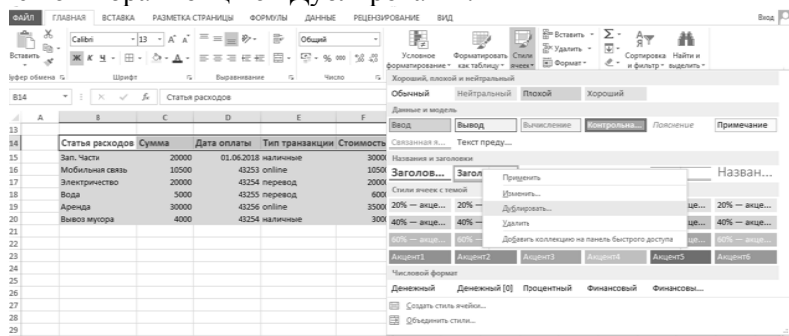 ФАЙЛ ГЛАВНАЯ ВСТАВКА РАЗМЕТКА СТРАНИЦЫ ФОРМУЛЫ ДАННЫЕ РЕЦЕНЗИРОВАНИЕ ВИД Вход
Calibri 13 Общий
Вставить Ж К Ч
Условное форматирование Форматировать как таблицу Стили ячеек
Вставить
Удалить
Формат
Сортировка и фильтр Найти и выделить
Буфер обмена Шрифт Выравнивание Число
B14 Статья расходов
A B C D E F
13
14 Статья расходов Сумма Дата оплаты Тип транзакции Стоимость
15 Зап. Части 20000 01.06.2018 наличные 3000
16 Мобильная связь 10500 43253 online 1050
17 Электричество 20000 43254 перевод 2000
18 Вода 5000 43255 перевод 600
19 Аренда 30000 43256 online 3500
20 Вывоз мусора 4000 43254 наличные 300
21
22
23
24
25
26
27
28
29
Хороший, плохой и нейтральный
Обычный Нейтральный Плохой Хороший
Данные и модель
Ввод Вывод Вычисление Контрольна... Пояснение Примечание
Связанная я... Текст преду...
Названия и заголовки
Заголов... Загол Назван...
Применить
Изменить...
Дублировать...
Удалить
Добавить коллекцию на панель быстрого доступа
Стили ячеек с темой
20% — акце... 20% — це... 20% — акце...
40% — акце... 40% — це... 40% — акце...
60% — акце... 60% — це... 60% — акце...
Акцент1 Акцент2 Акцент3 Акцент4 Акцент5 Акцент6
Числовой формат
Денежный Денежный [0] Процентный Финансовый Финансовы...
Создать стиль ячейки...
Объединить стили...